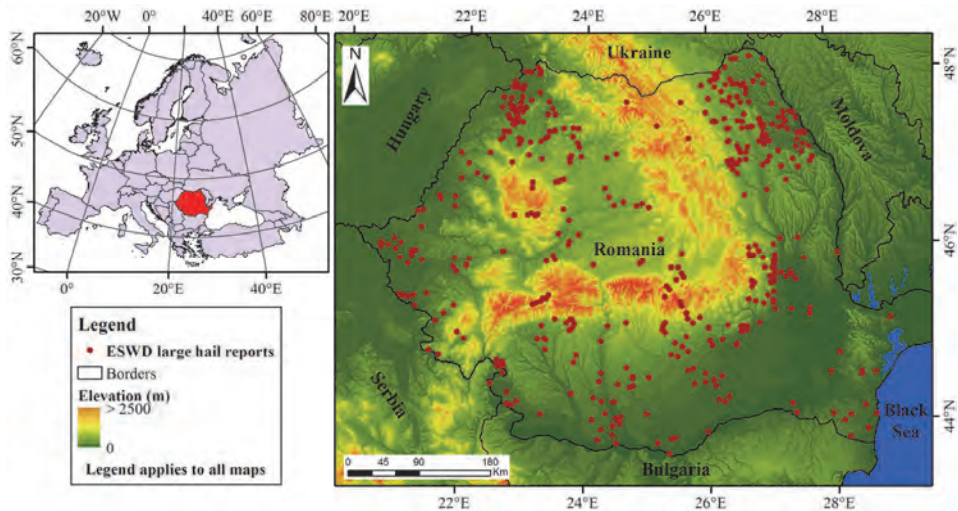 20°W 0° 20°E 40°E 60°E 80°E
60°N
50°N
40°N
30°N
0° 20°E 40°E
Legend
ESWD large hail reports
Borders
Elevation (m)
> 2500
0
Legend applies to all maps
20°E 22°E 24°E 26°E 28°E
N
Ukraine
48°N
Hungary
Moldova
46°N
Romania
Serbia
44°N
Black
Sea
Bulgaria
0 45 90 180
Km
22°E 24°E 26°E 28°E